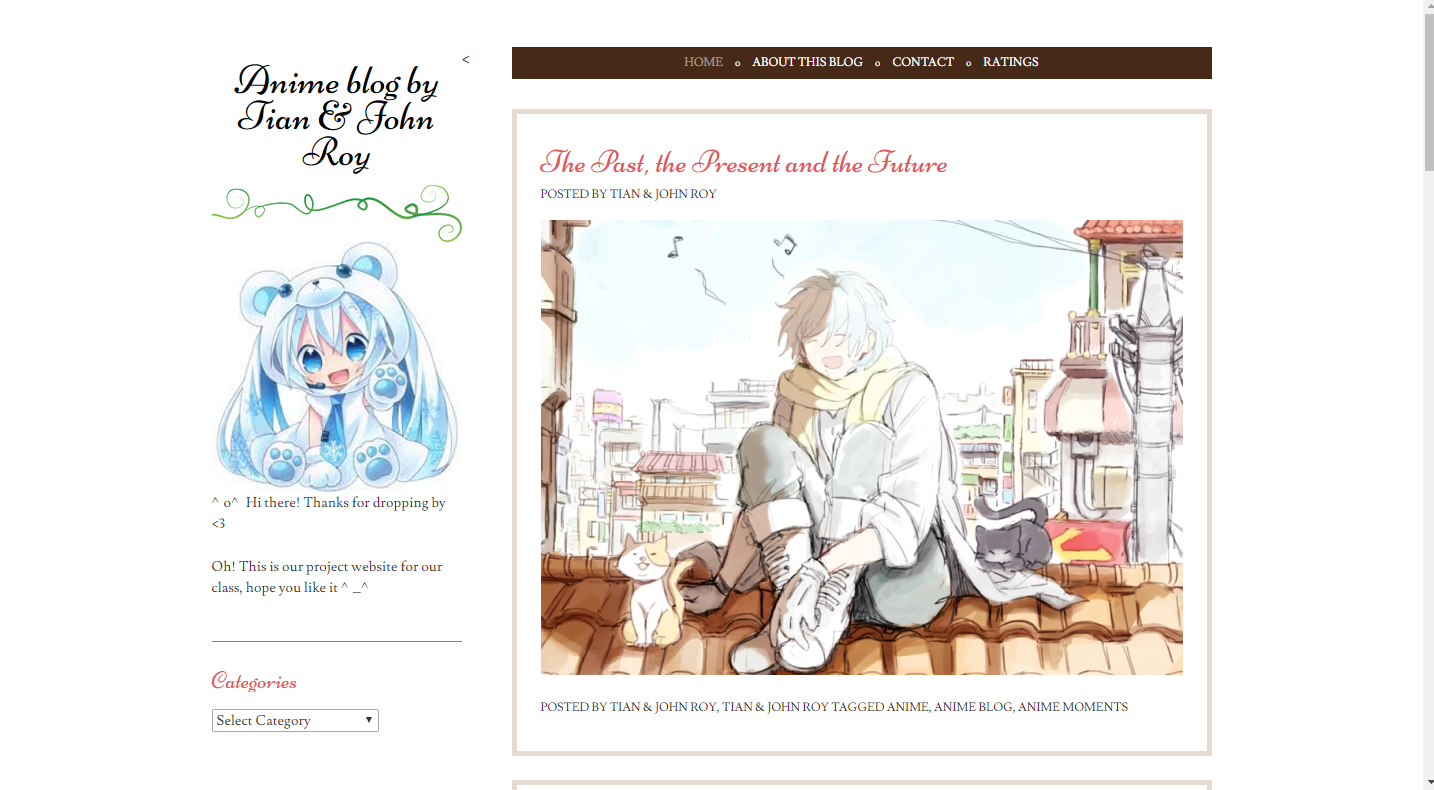 Anime blog by
Tian & John
Roy
<
^ o^  Hi there! Thanks for dropping by
<3
Oh! This is our project website for our
class, hope you like it ^ _^
Categories
Select Category
HOME o ABOUT THIS BLOG o CONTACT o RATINGS
The Past, the Present and the Future
POSTED BY TIAN & JOHN ROY
POSTED BY TIAN & JOHN ROY, TIAN & JOHN ROY TAGGED ANIME, ANIME BLOG, ANIME MOMENTS